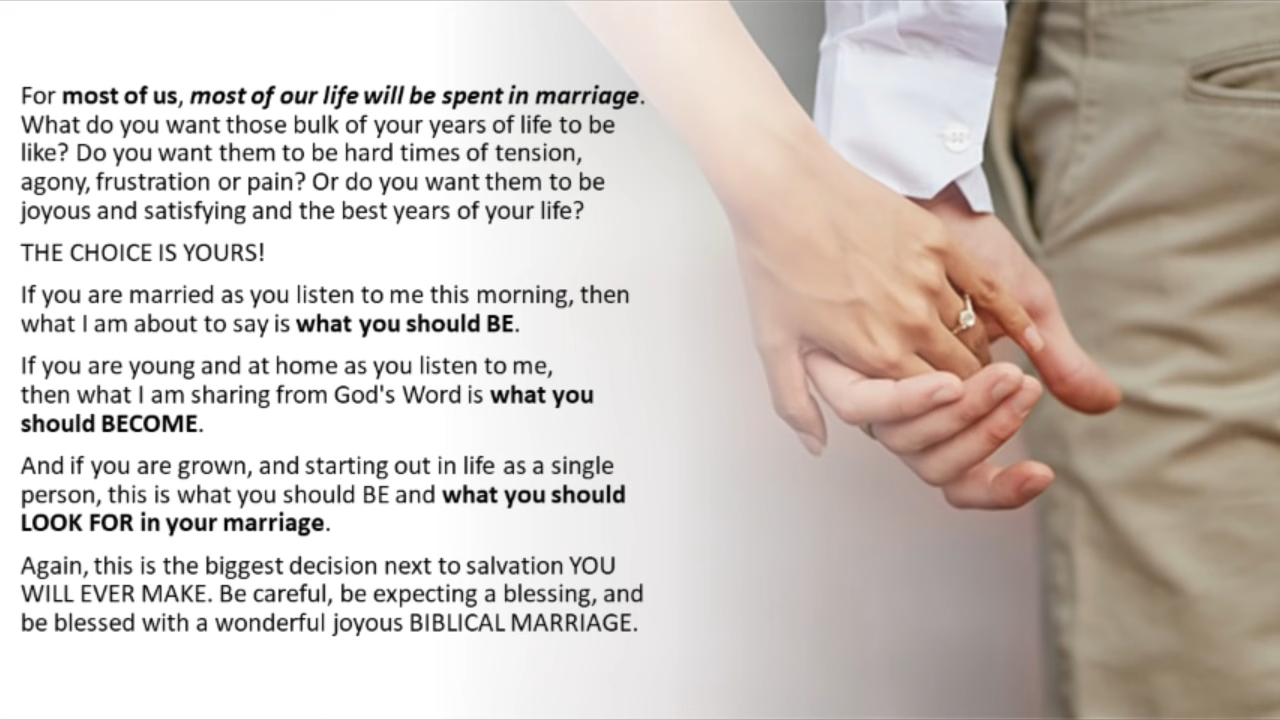 For most of us, most of our life will be spent in marriage.
What do you want those bulk of your years of life to be
like? Do you want them to be hard times of tension,
agony, frustration or pain? Or do you want them to be
joyous and satisfying and the best years of your life?
THE CHOICE IS YOURS!
If you are married as you listen to me this morning, then
what I am about to say is what you should BE.
If you are young and at home as you listen to me,
then what I am sharing from God's Word is what you
should BECOME.
And if you are grown, and starting out in life as a single
person, this is what you should BE and what you should
LOOK FOR in your marriage.
Again, this is the biggest decision next to salvation YOU
WILL EVER MAKE. Be careful, be expecting a blessing, and
be blessed with a wonderful joyous BIBLICAL MARRIAGE.